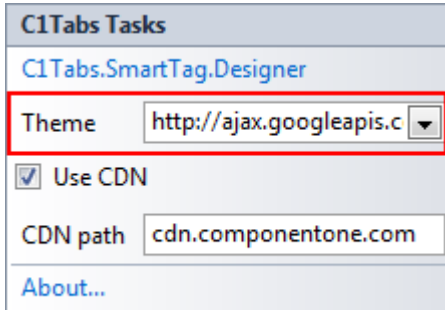 C1Tabs Tasks
C1Tabs.SmartTag.Designer
Theme http://ajax.googleapis.c
Use CDN
CDN path cdn.componentone.com
About...